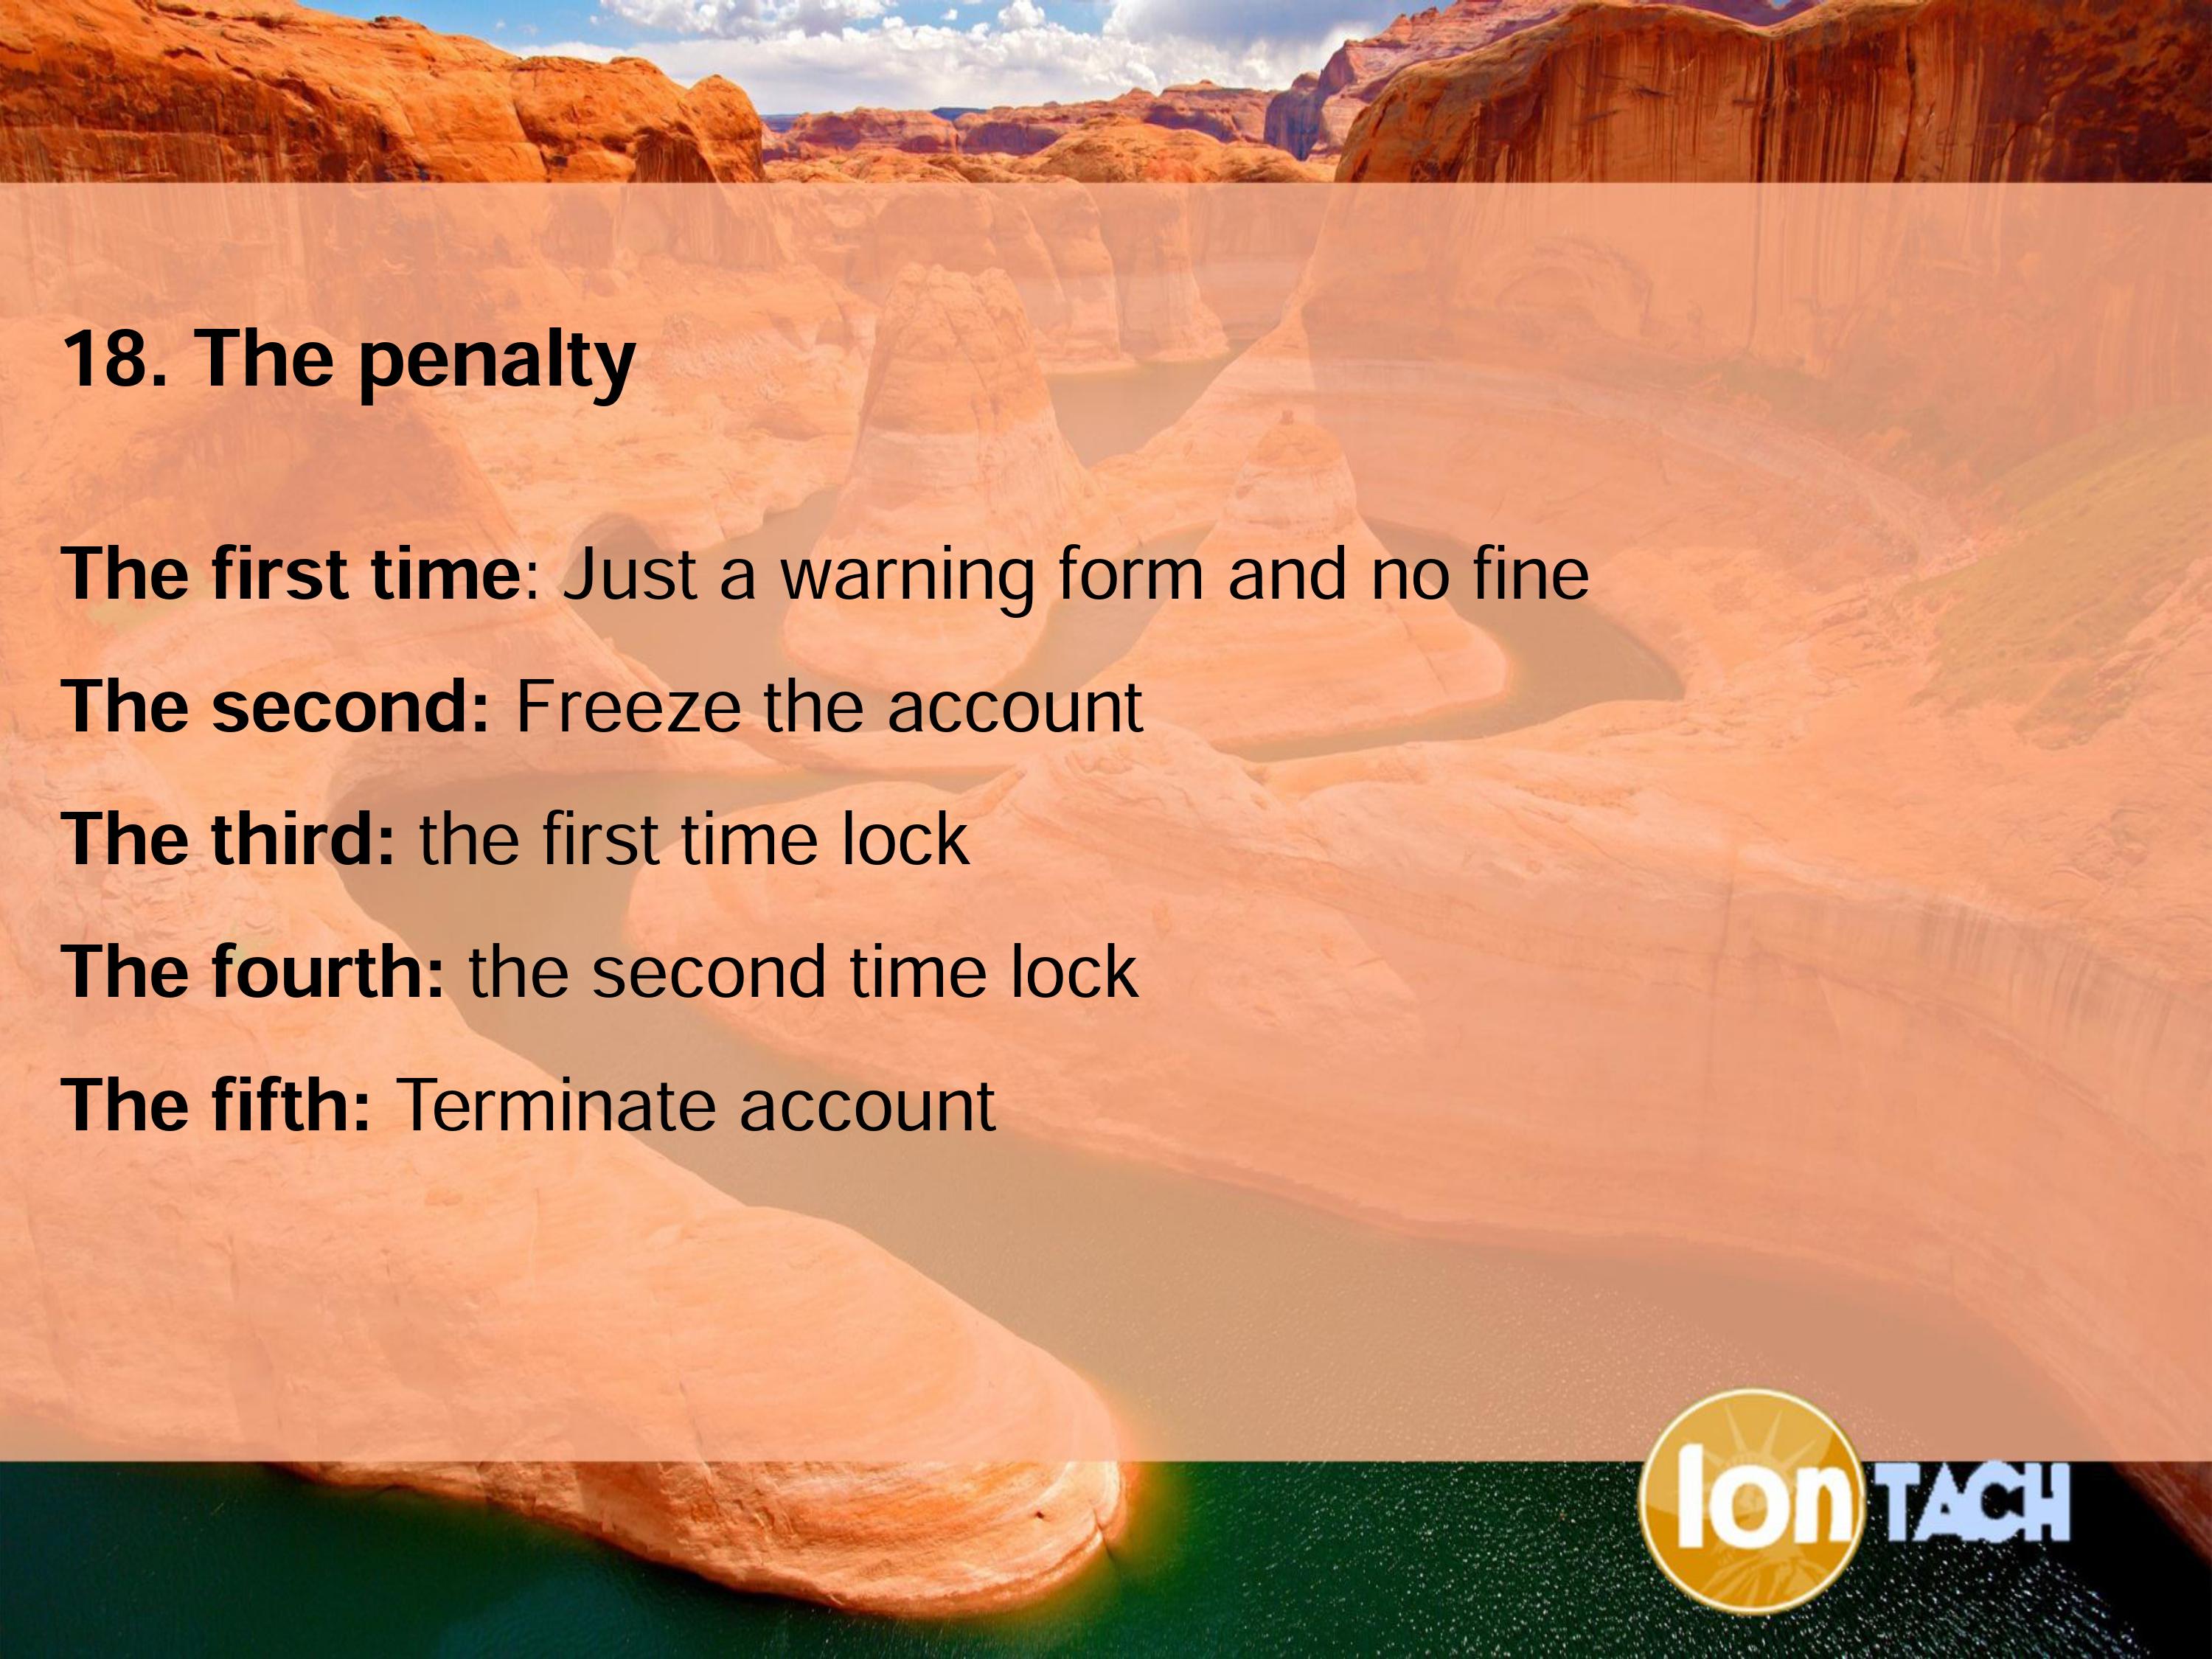 18. The penalty
The first time: Just a warning form and no fine
The second: Freeze the account
The third: the first time lock
The fourth: the second time lock
The fifth: Terminate account
Ion TACH